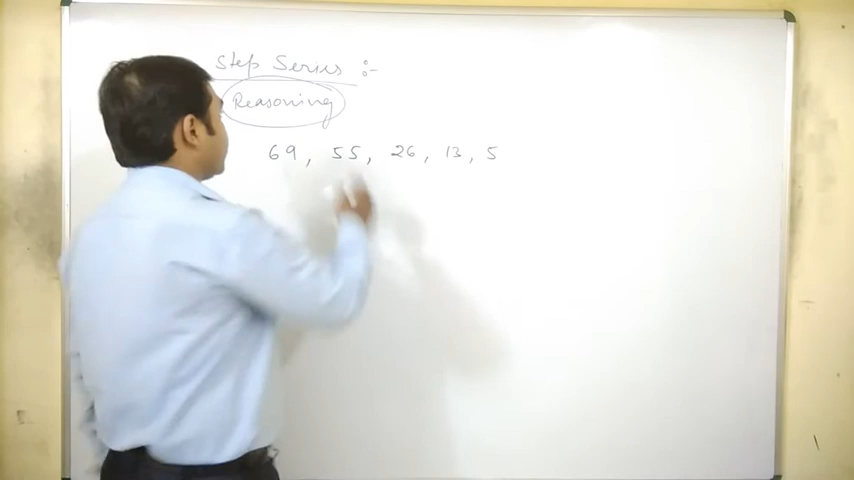 Step Series :-
Reasoning
69, 55, 26, 13, 5